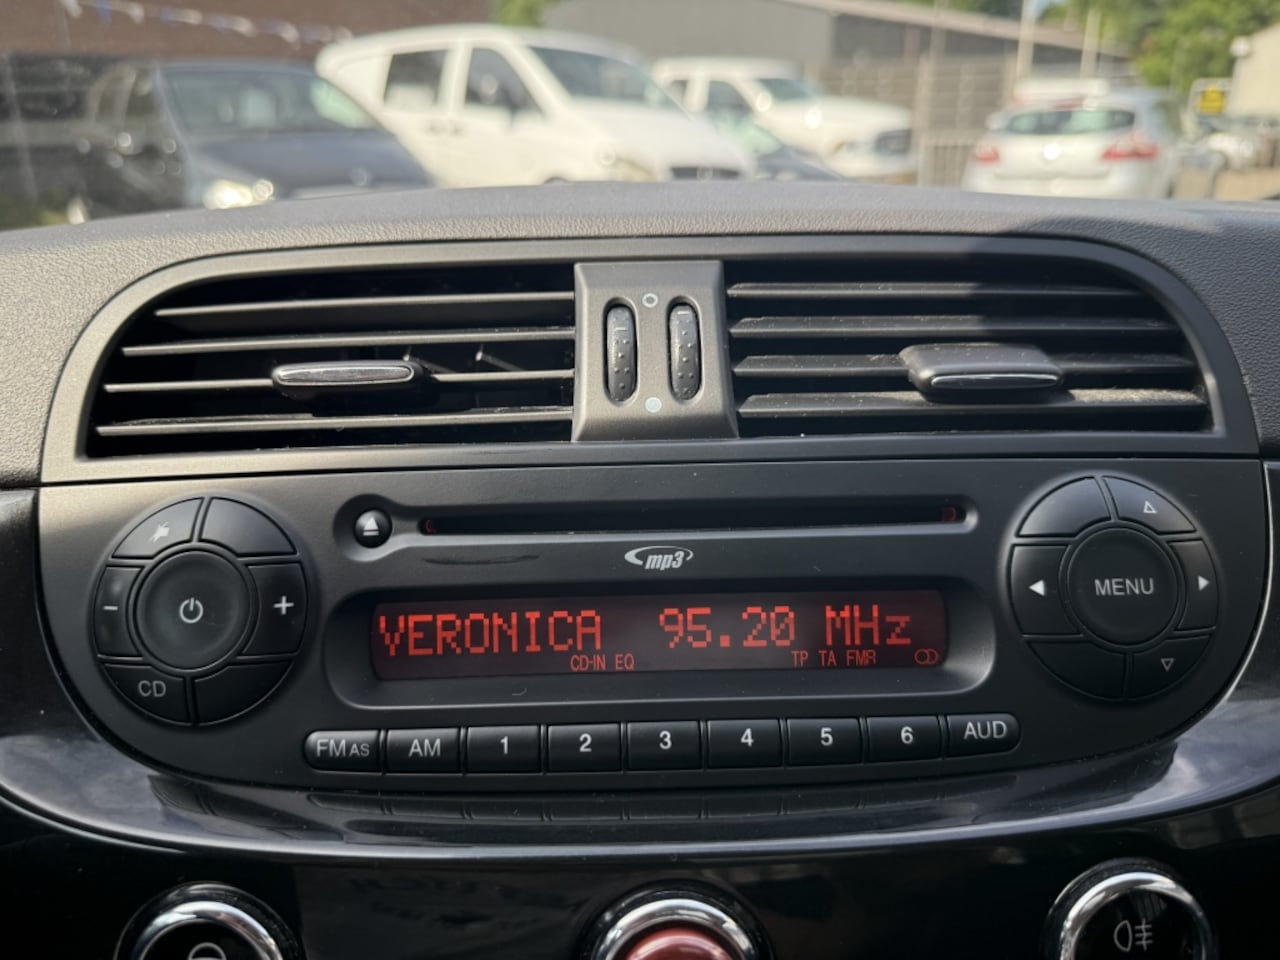 mp3
VERONICA 95.20 MHz
CD-IN EQ TP TA FMR
- + MENU
CD
FM AS AM 1 2 3 4 5 6 AUD